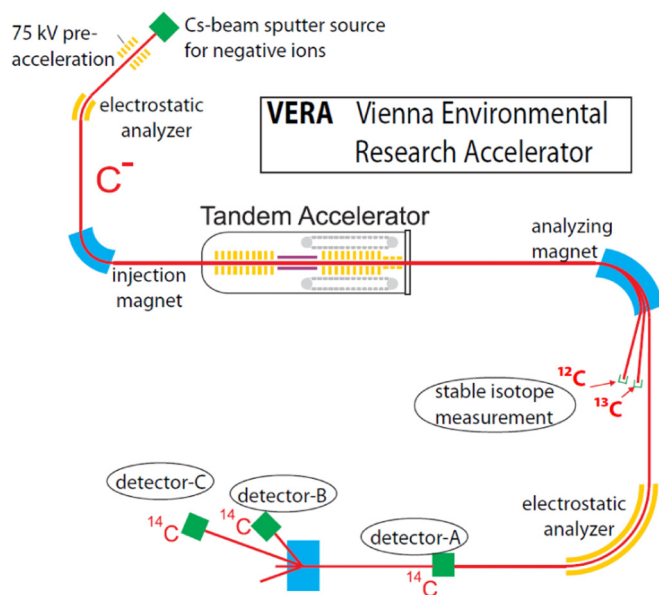 75 kV pre-
acceleration
Cs-beam sputter source
for negative ions
electrostatic
analyzer
VERA Vienna Environmental
Research Accelerator
C⁻
Tandem Accelerator
injection
magnet
analyzing
magnet
¹²C
¹³C
stable isotope
measurement
detector-C
detector-B
¹⁴C
¹⁴C
detector-A
¹⁴C
electrostatic
analyzer